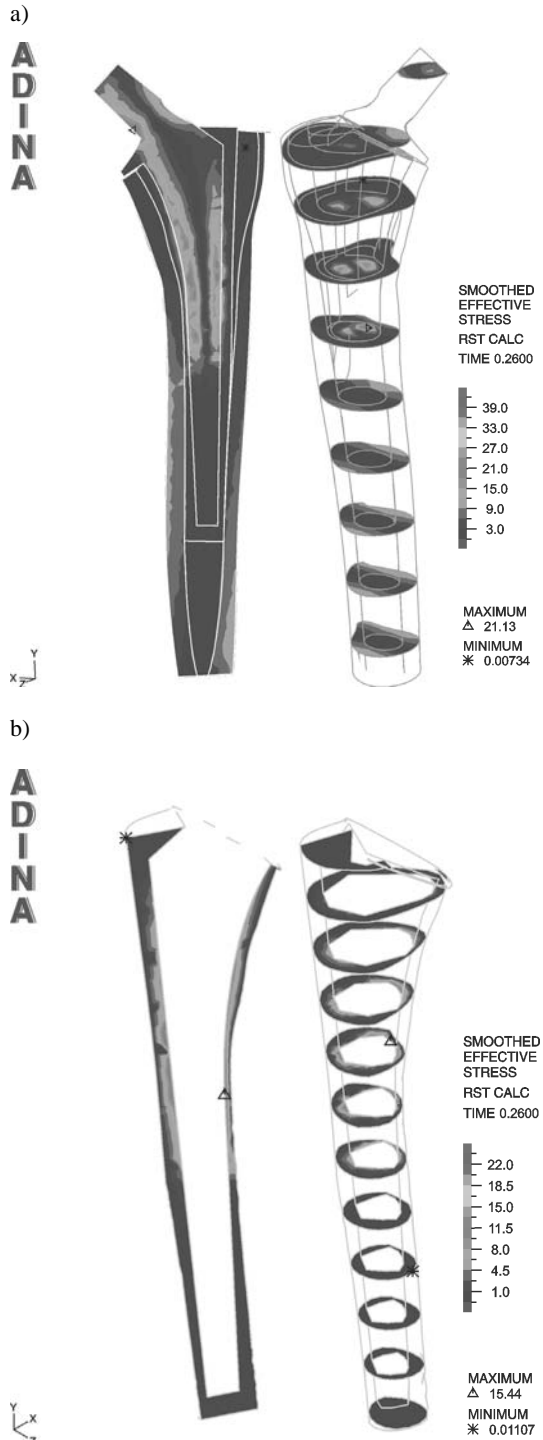 a)
ADINA
SMOOTHED
EFFECTIVE
STRESS
RST CALC
TIME 0.2600
39.0
33.0
27.0
21.0
15.0
9.0
3.0
MAXIMUM
Δ 21.13
MINIMUM
✳ 0.00734
Y
X
Z
b)
ADINA
SMOOTHED
EFFECTIVE
STRESS
RST CALC
TIME 0.2600
22.0
18.5
15.0
11.5
8.0
4.5
1.0
MAXIMUM
Δ 15.44
MINIMUM
✳ 0.01107
Y
X
Z